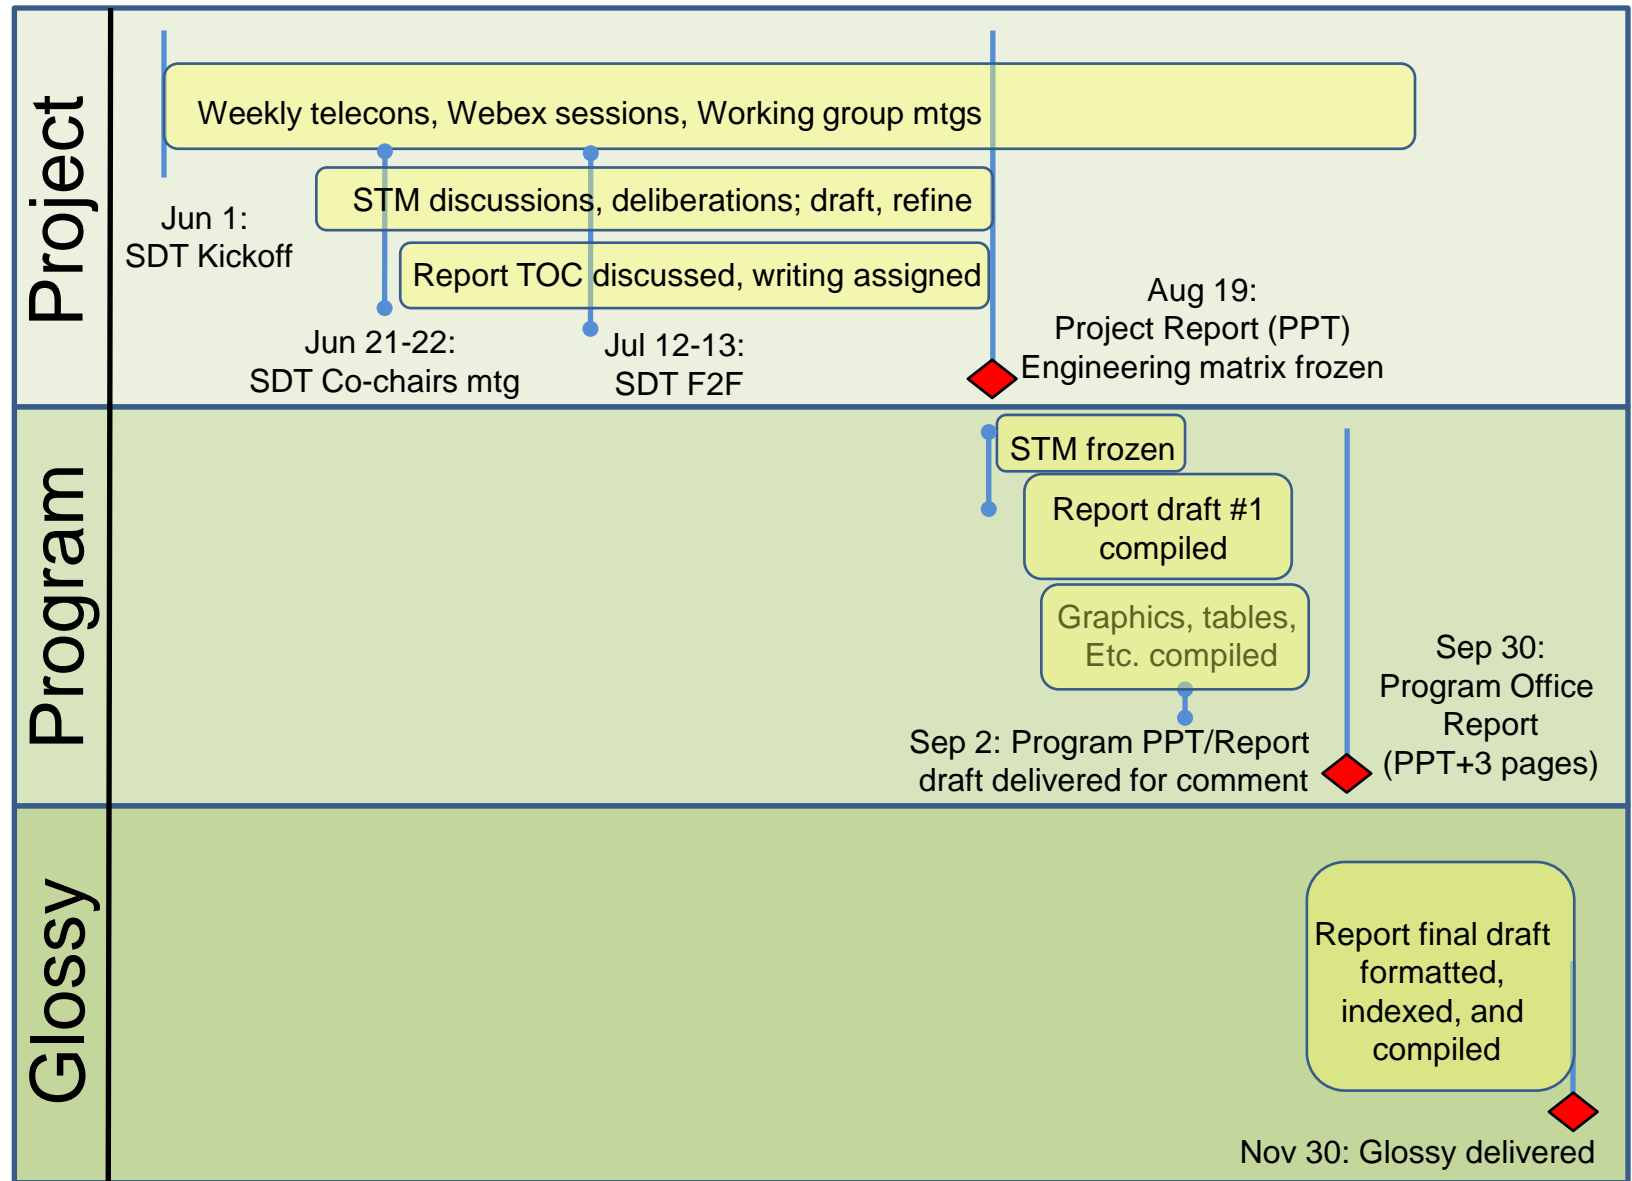 Project
Weekly telecons, Webex sessions, Working group mtgs
STM discussions, deliberations; draft, refine
Jun 1:
SDT Kickoff
Report TOC discussed, writing assigned
Jun 21-22:
SDT Co-chairs mtg
Jul 12-13:
SDT F2F
Aug 19:
Project Report (PPT)
Engineering matrix frozen
Program
STM frozen
Report draft #1
compiled
Graphics, tables,
Etc. compiled
Sep 2: Program PPT/Report
draft delivered for comment
Sep 30:
Program Office
Report
(PPT+3 pages)
Glossy
Report final draft
formatted,
indexed, and
compiled
Nov 30: Glossy delivered